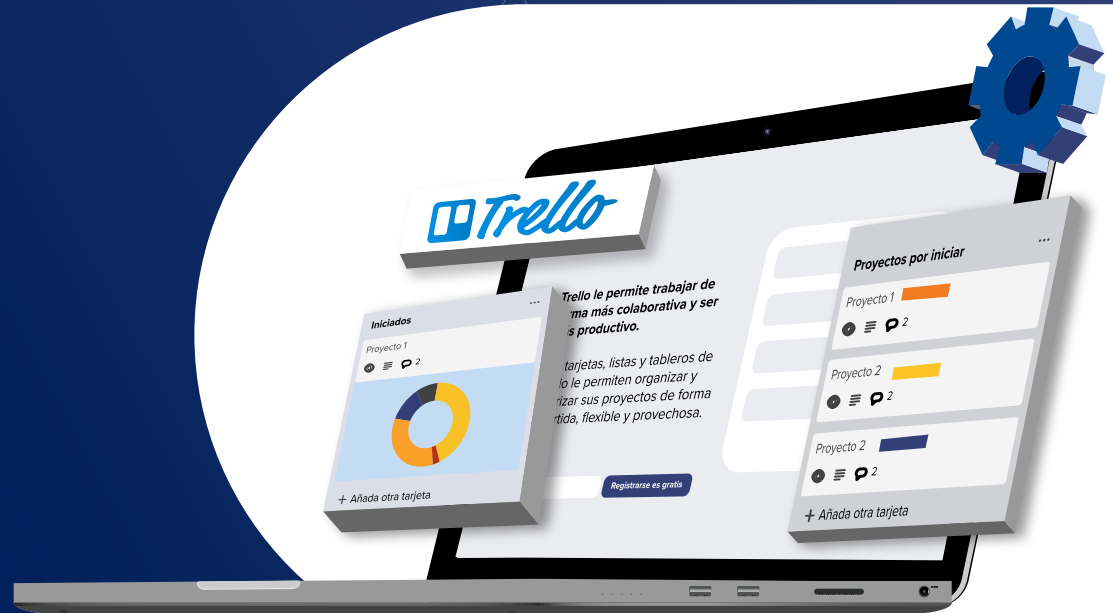 Trello
Trello le permite trabajar de
rma más colaborativa y ser
s productivo.
tarjetas, listas y tableros de
lo le permiten organizar y
rizar sus proyectos de forma
rtida, flexible y provechosa.
Registrarse es gratis
Iniciados
...
Proyecto 1
2
+ Añada otra tarjeta
Proyectos por iniciar
...
Proyecto 1
2
Proyecto 2
2
Proyecto 2
2
+ Añada otra tarjeta